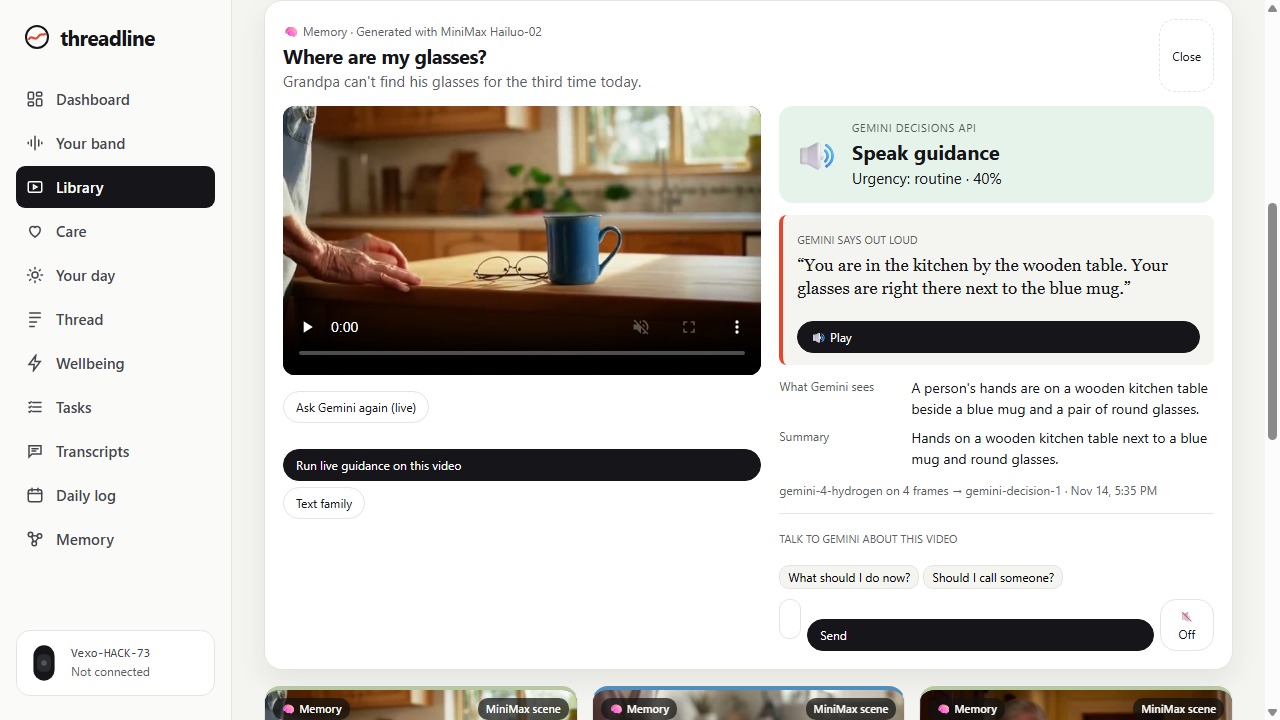 threadline
Dashboard
Your band
Library
Care
Your day
Thread
Wellbeing
Tasks
Transcripts
Daily log
Memory
Vexo-HACK-73
Not connected
Memory · Generated with MiniMax Hailuo-02
Where are my glasses?
Grandpa can't find his glasses for the third time today.
Close
0:00
Ask Gemini again (live)
Run live guidance on this video
Text family
GEMINI DECISIONS API
Speak guidance
Urgency: routine · 40%
GEMINI SAYS OUT LOUD
“You are in the kitchen by the wooden table. Your
glasses are right there next to the blue mug.”
Play
What Gemini sees
A person's hands are on a wooden kitchen table
beside a blue mug and a pair of round glasses.
Summary
Hands on a wooden kitchen table next to a blue
mug and round glasses.
gemini-4-hydrogen on 4 frames → gemini-decision-1 · Nov 14, 5:35 PM
TALK TO GEMINI ABOUT THIS VIDEO
What should I do now?
Should I call someone?
Send
Off
Memory
MiniMax scene
Memory
MiniMax scene
Memory
MiniMax scene